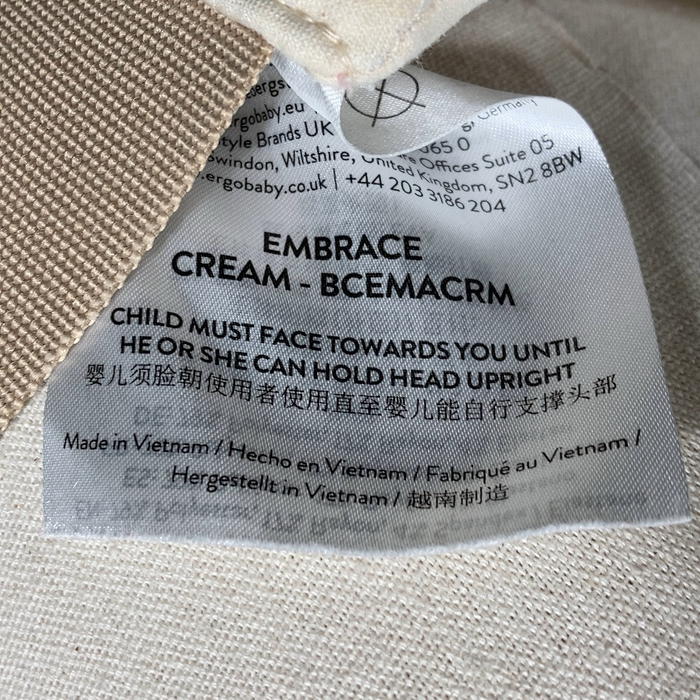 ergobaby.eu
Style Brands UK Offices Suite 05
Swindon, Wiltshire, United Kingdom, SN2 8BW
.ergobaby.co.uk | +44 203 3186 204
EMBRACE
CREAM - BCEMACRM
CHILD MUST FACE TOWARDS YOU UNTIL
HE OR SHE CAN HOLD HEAD UPRIGHT
婴儿须脸朝使用者使用直至婴儿能自行支撑头部
Made in Vietnam / Hecho en Vietnam / Fabriqué au Vietnam /
Hergestellt in Vietnam / 越南制造